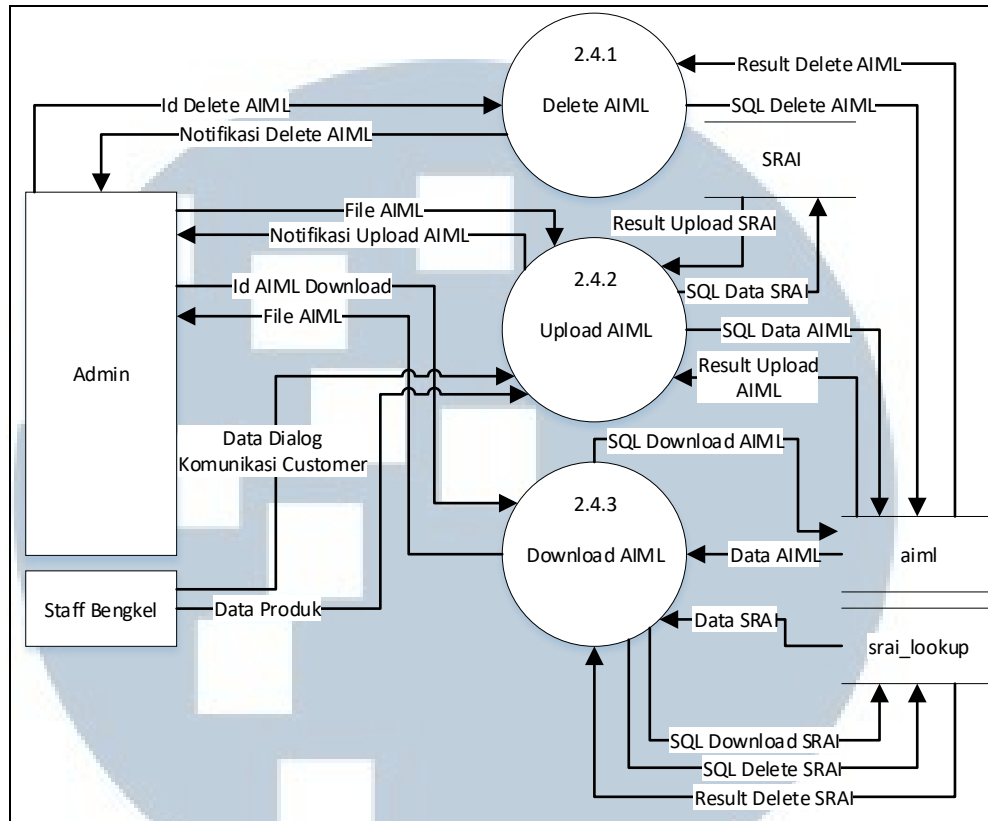 2.4.1
Delete AIML
Result Delete AIML
SQL Delete AIML
Id Delete AIML
Notifikasi Delete AIML
SRAI
File AIML
Notifikasi Upload AIML
Result Upload SRAI
SQL Data SRAI
2.4.2
Upload AIML
Id AIML Download
File AIML
SQL Data AIML
Result Upload
AIML
Admin
Data Dialog
Komunikasi Customer
SQL Download AIML
2.4.3
Download AIML
Data AIML
aiml
Staff Bengkel
Data Produk
Data SRAI
srai_lookup
SQL Download SRAI
SQL Delete SRAI
Result Delete SRAI